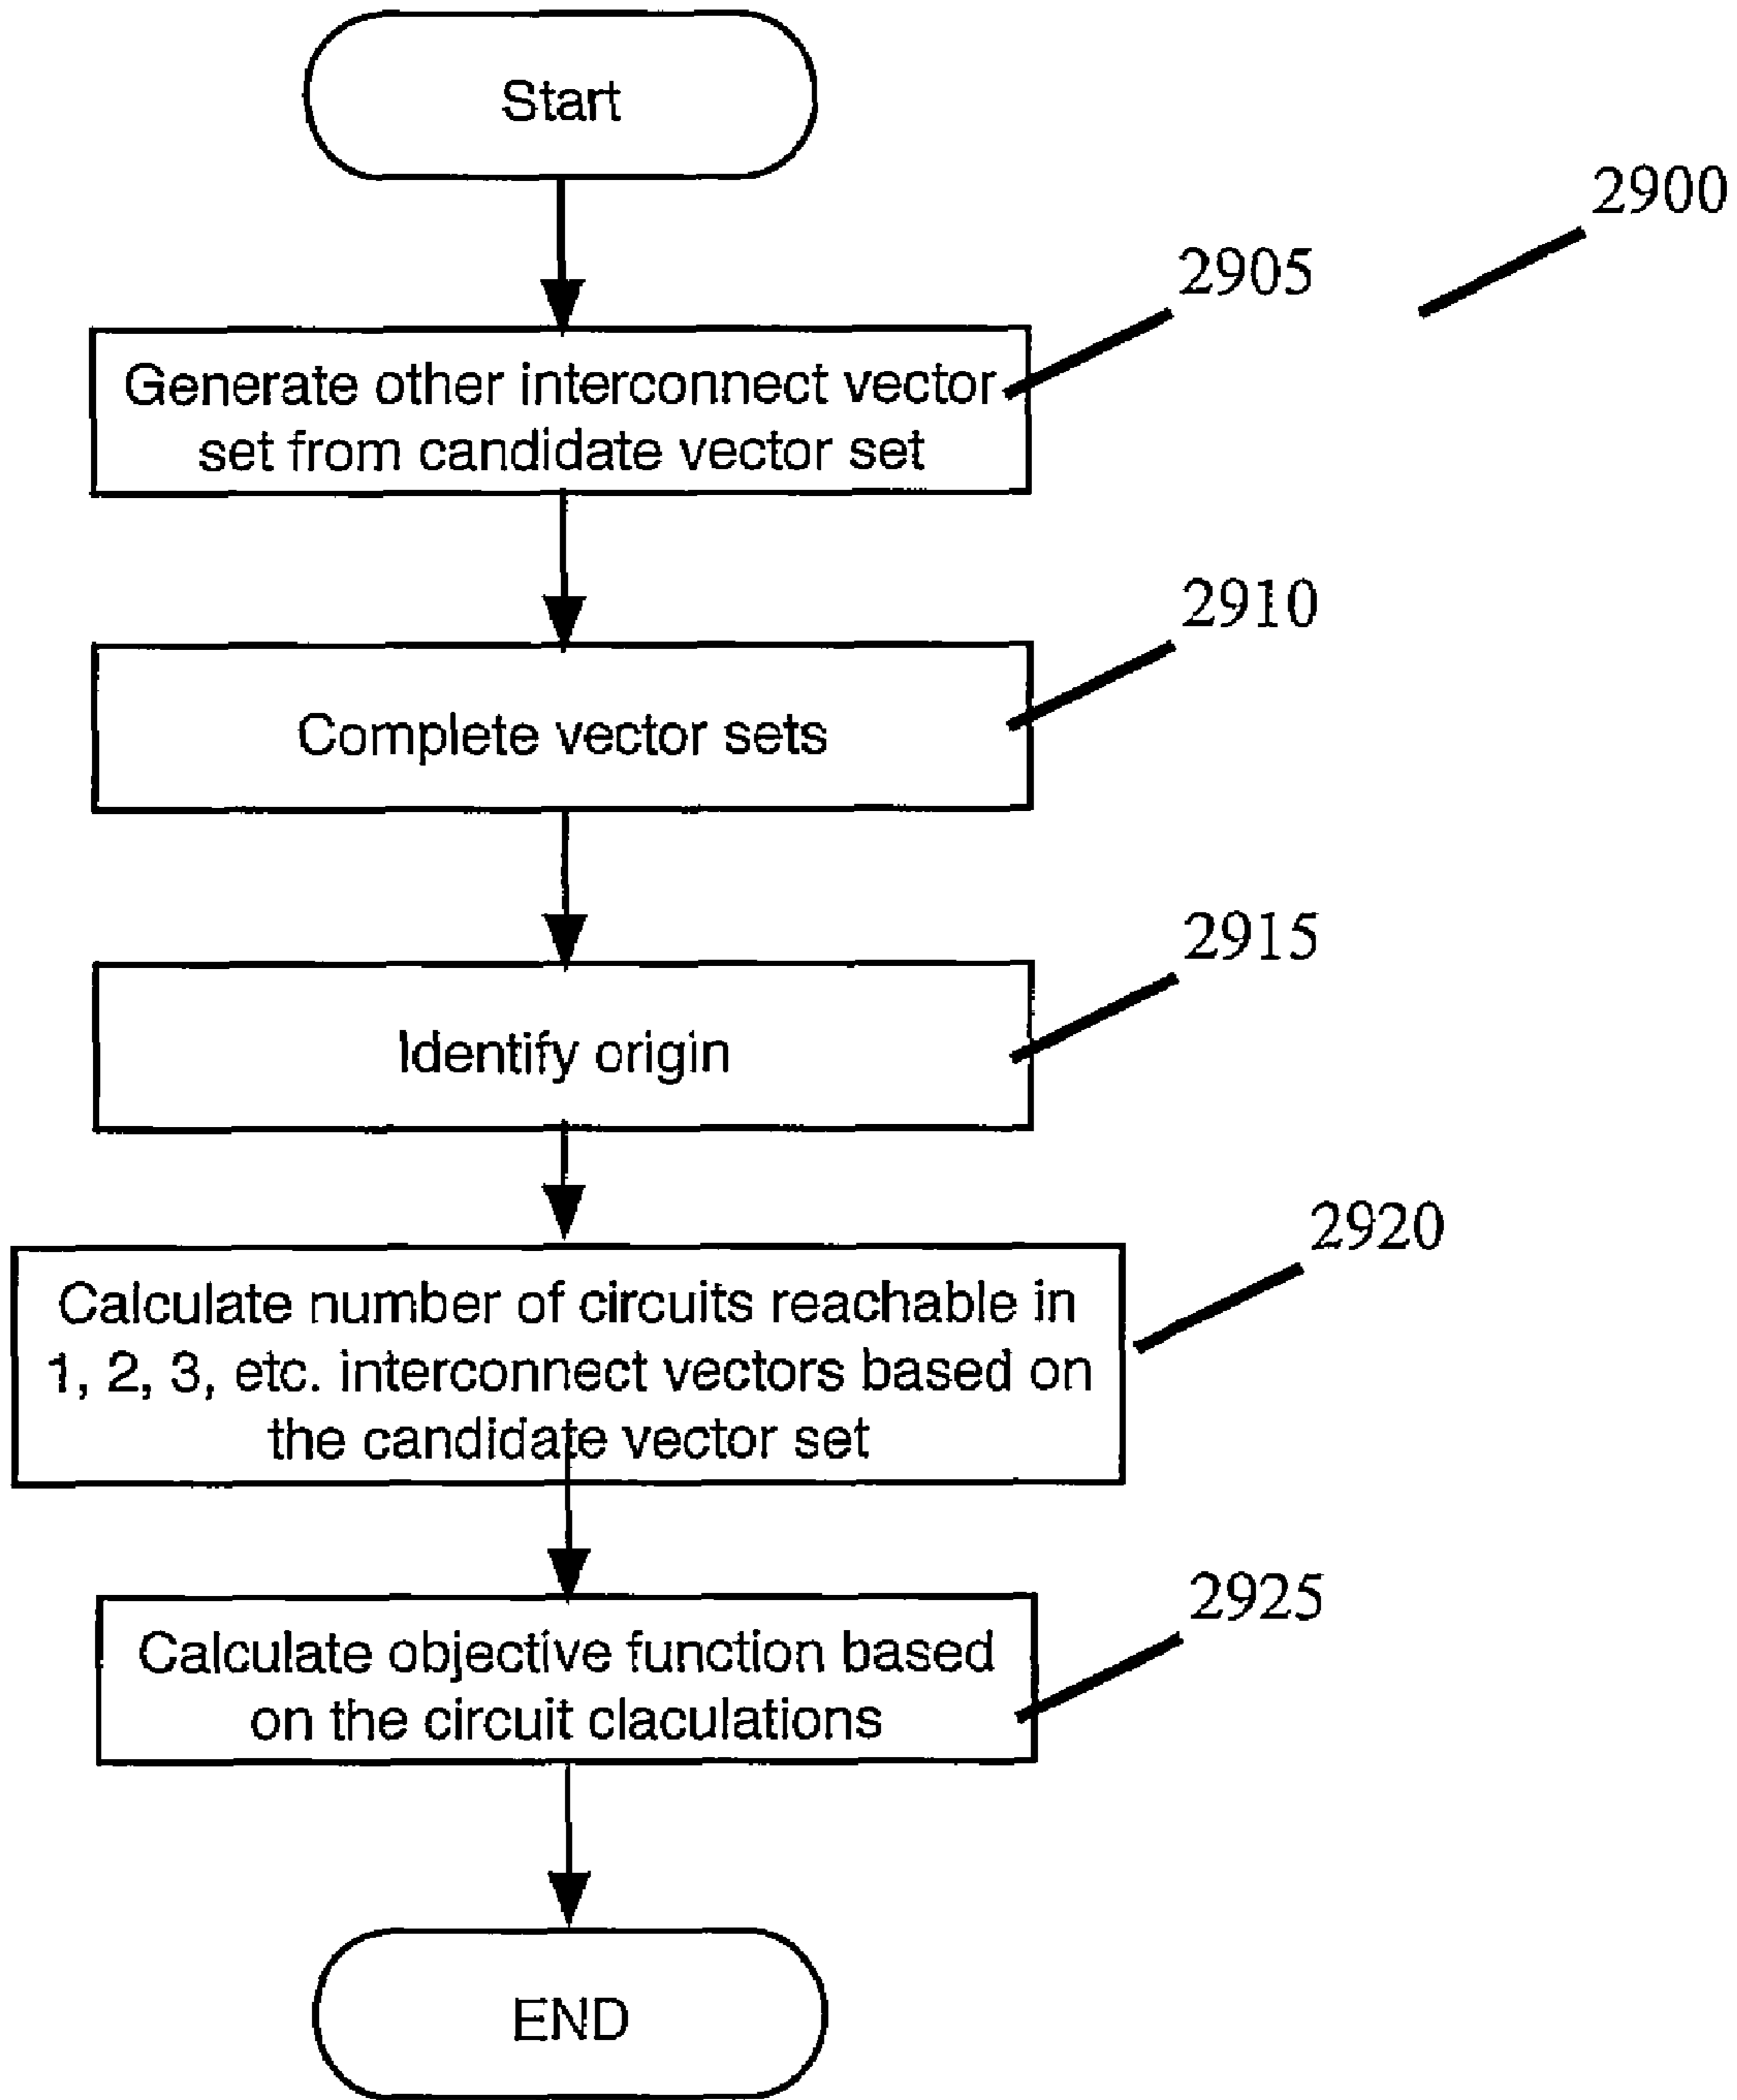 Start
2900
2905
Generate other interconnect vector
set from candidate vector set
2910
Complete vector sets
2915
Identify origin
2920
Calculate number of circuits reachable in
1, 2, 3, etc. interconnect vectors based on
the candidate vector set
2925
Calculate objective function based
on the circuit claculations
END